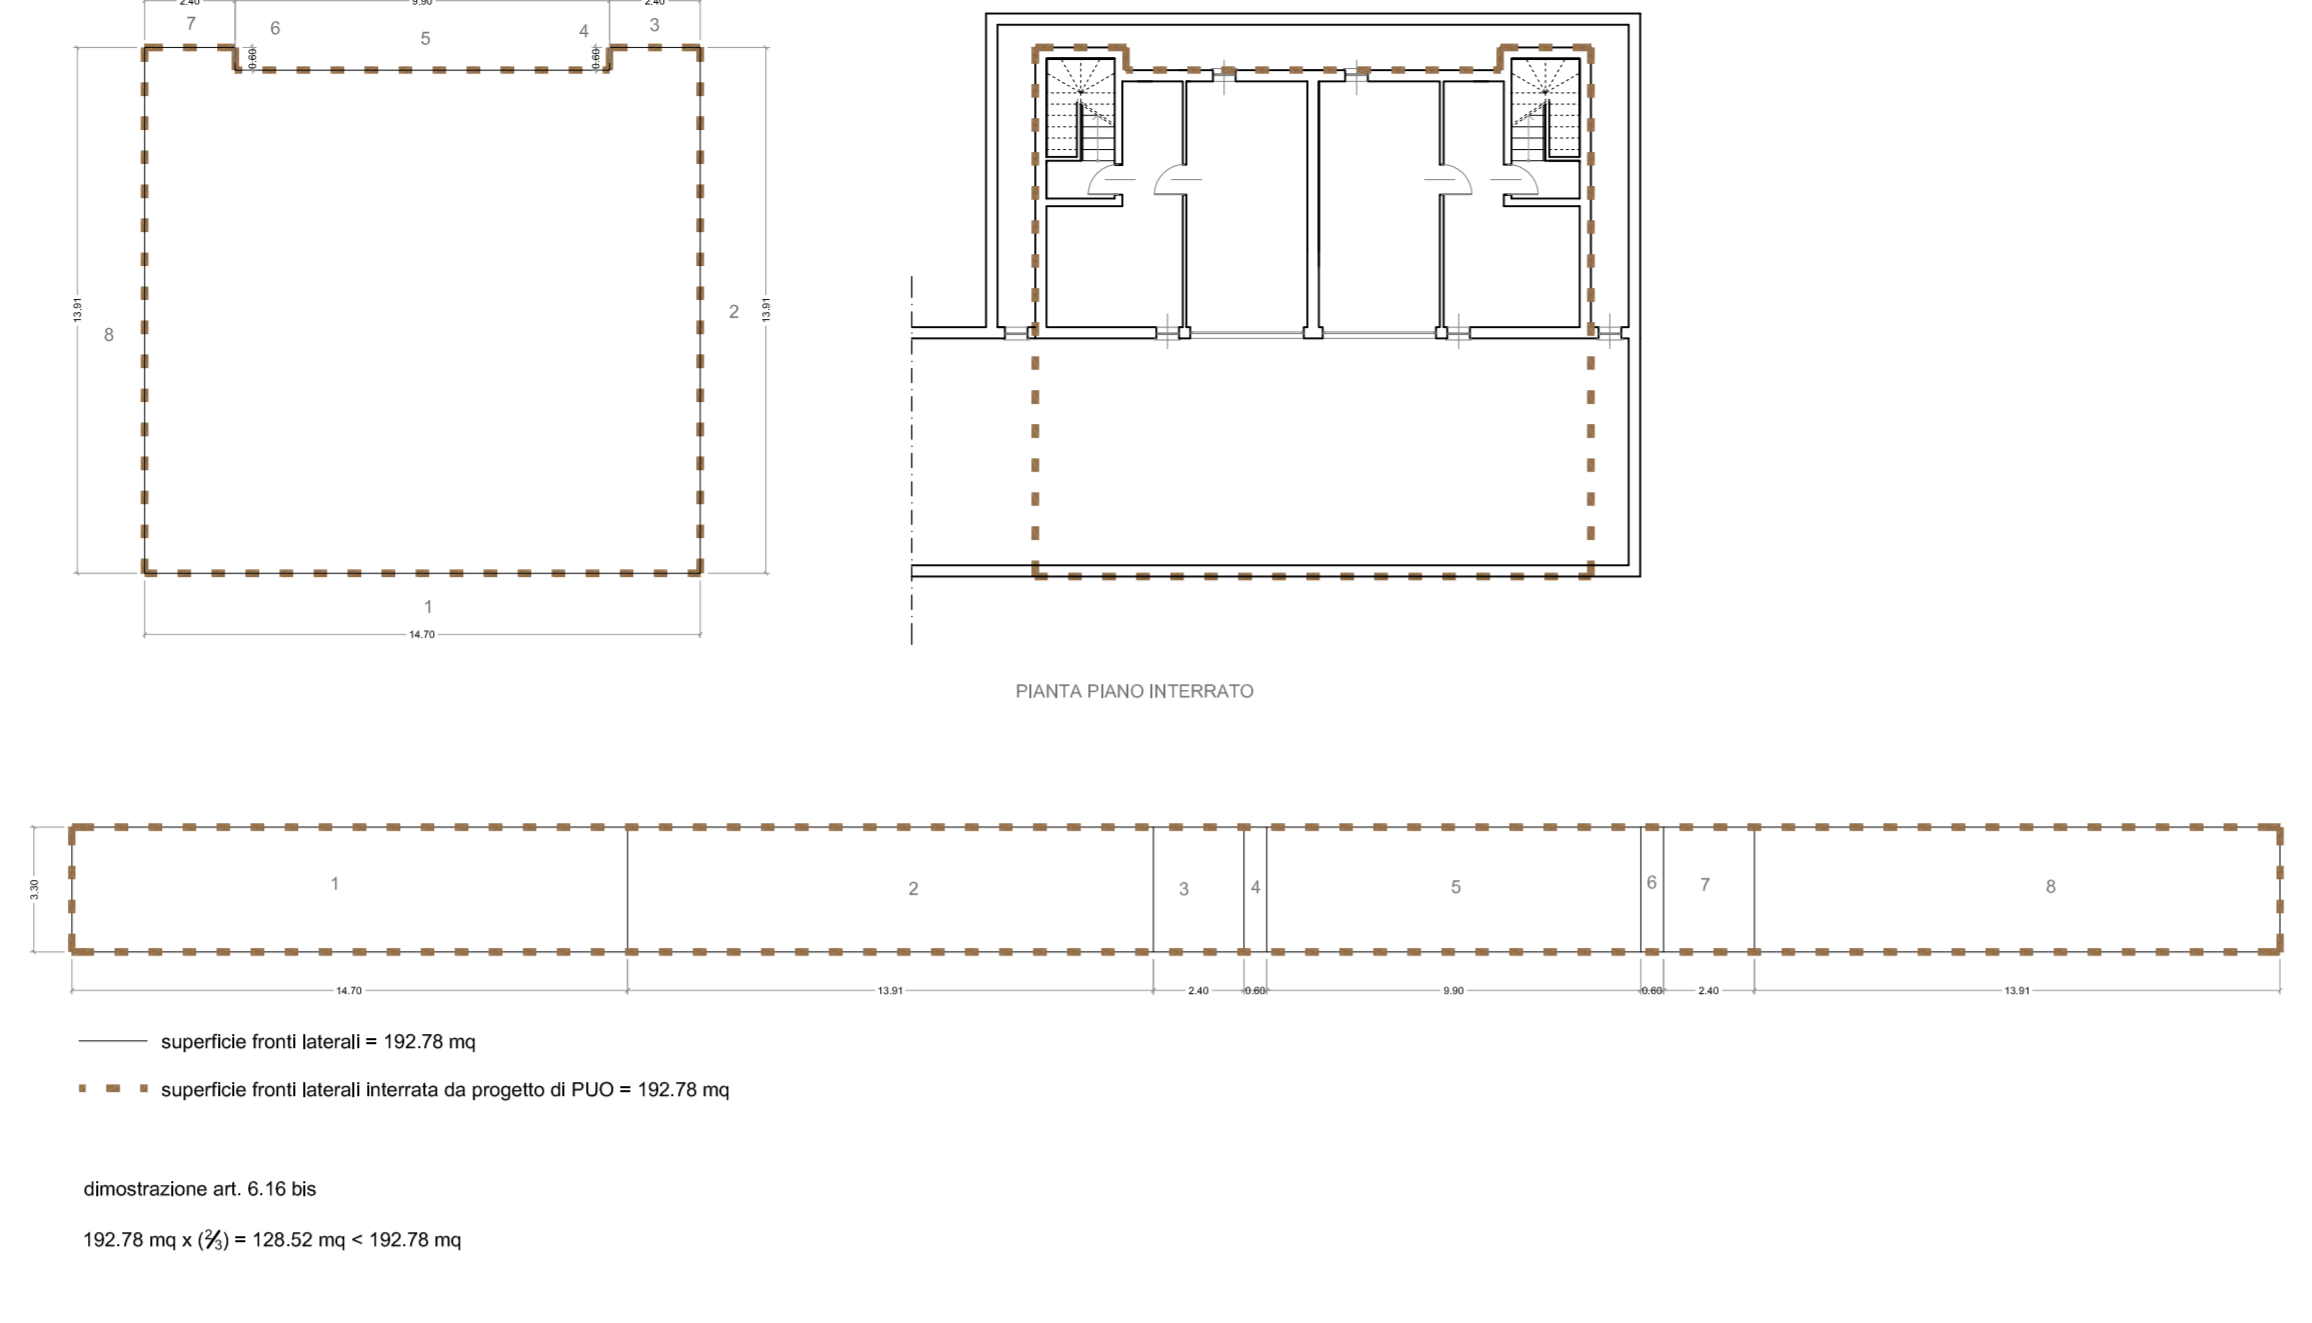 2.40 9.90 2.40
7 6 5 4 3
0.60 0.60
13.91 8 2 13.91
1
14.70
PIANTA PIANO INTERRATO
3.30 1 2 3 4 5 6 7 8
14.70 13.91 2.40 0.60 9.90 0.60 2.40 13.91
superficie fronti laterali = 192.78 mq
superficie fronti laterali interrata da progetto di PUO = 192.78 mq
dimostrazione art. 6.16 bis
192.78 mq x (2/3) = 128.52 mq < 192.78 mq